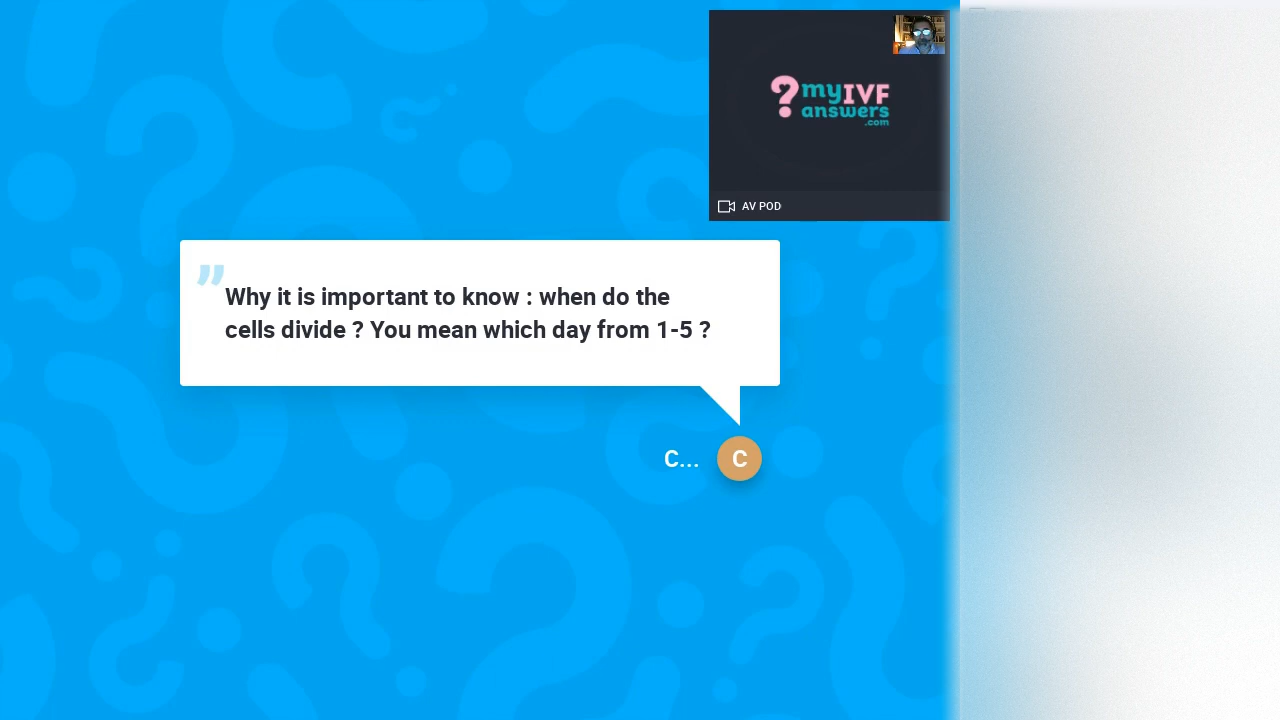 myIVF
answers
.com
AV POD
Why it is important to know : when do the
cells divide ? You mean which day from 1-5 ?
C...
C